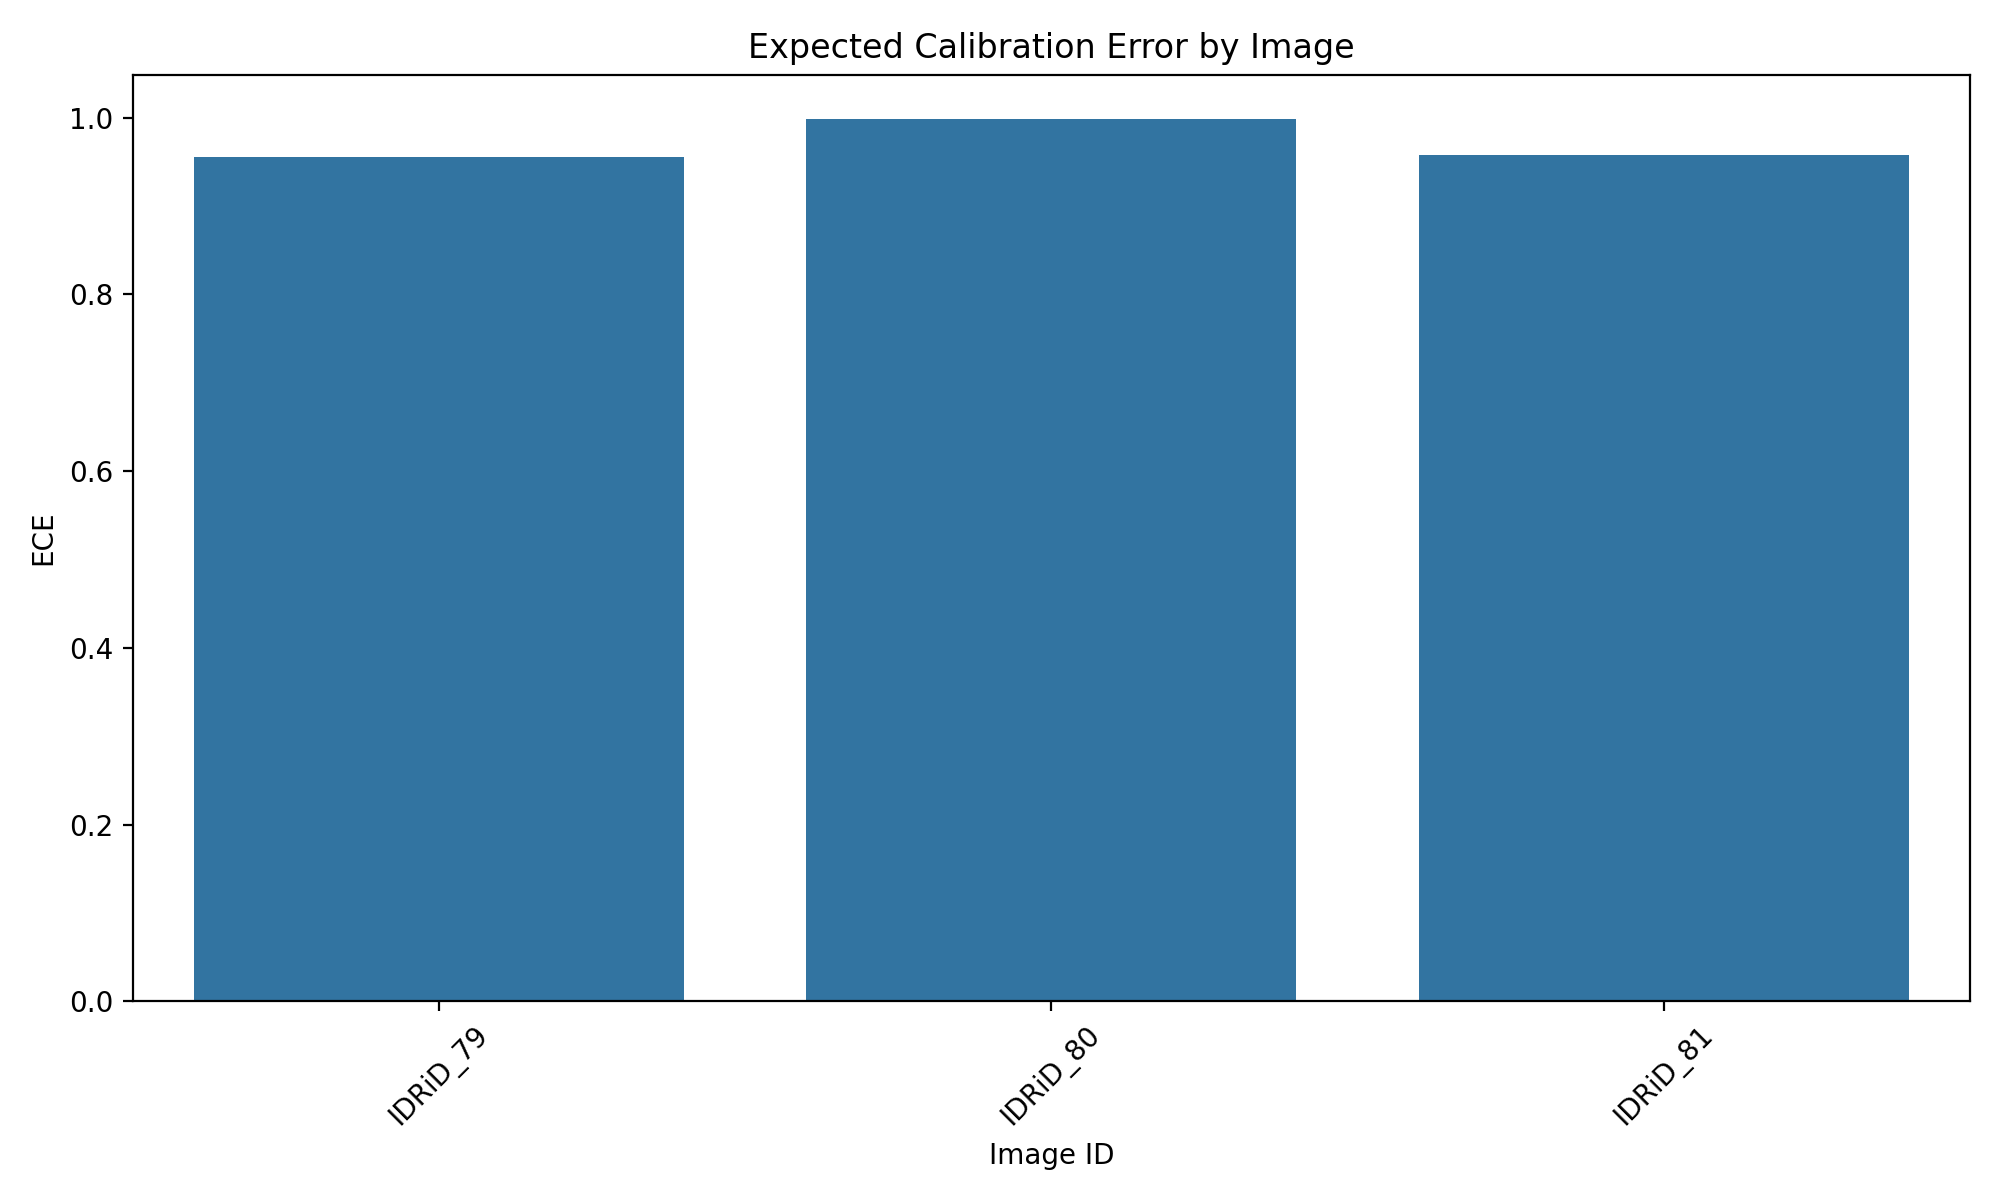 Expected Calibration Error by Image
1.0
0.8
0.6
0.4
0.2
0.0
ECE
IDRiD_79
IDRiD_80
IDRiD_81
Image ID